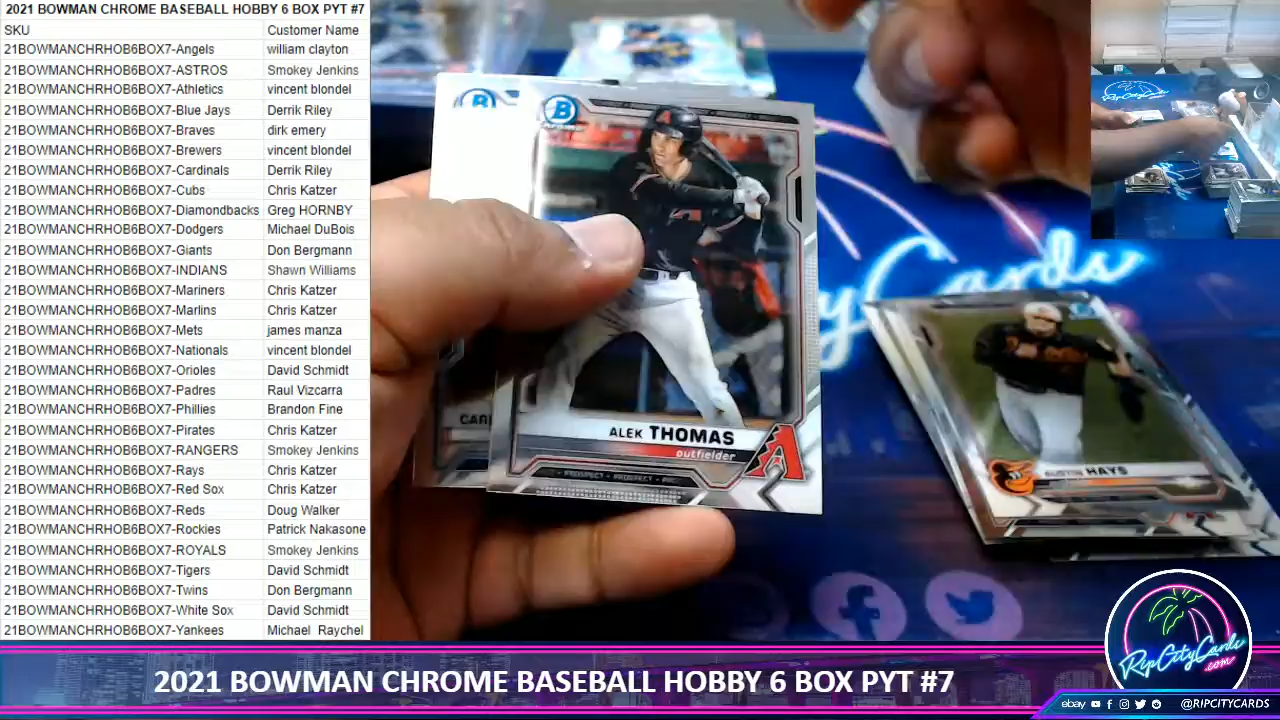 2021 BOWMAN CHROME BASEBALL HOBBY 6 BOX PYT #7
SKU Customer Name
21BOWMANCHRHOB6BOX7-Angels william clayton
21BOWMANCHRHOB6BOX7-ASTROS Smokey Jenkins
21BOWMANCHRHOB6BOX7-Athletics vincent blondel
21BOWMANCHRHOB6BOX7-Blue Jays Derrik Riley
21BOWMANCHRHOB6BOX7-Braves dirk emery
21BOWMANCHRHOB6BOX7-Brewers vincent blondel
21BOWMANCHRHOB6BOX7-Cardinals Derrik Riley
21BOWMANCHRHOB6BOX7-Cubs Chris Katzer
21BOWMANCHRHOB6BOX7-Diamondbacks Greg HORNBY
21BOWMANCHRHOB6BOX7-Dodgers Michael DuBois
21BOWMANCHRHOB6BOX7-Giants Don Bergmann
21BOWMANCHRHOB6BOX7-INDIANS Shawn Williams
21BOWMANCHRHOB6BOX7-Mariners Chris Katzer
21BOWMANCHRHOB6BOX7-Marlins Chris Katzer
21BOWMANCHRHOB6BOX7-Mets james manza
21BOWMANCHRHOB6BOX7-Nationals vincent blondel
21BOWMANCHRHOB6BOX7-Orioles David Schmidt
21BOWMANCHRHOB6BOX7-Padres Raul Vizcarra
21BOWMANCHRHOB6BOX7-Phillies Brandon Fine
21BOWMANCHRHOB6BOX7-Pirates Chris Katzer
21BOWMANCHRHOB6BOX7-RANGERS Smokey Jenkins
21BOWMANCHRHOB6BOX7-Rays Chris Katzer
21BOWMANCHRHOB6BOX7-Red Sox Chris Katzer
21BOWMANCHRHOB6BOX7-Reds Doug Walker
21BOWMANCHRHOB6BOX7-Rockies Patrick Nakasone
21BOWMANCHRHOB6BOX7-ROYALS Smokey Jenkins
21BOWMANCHRHOB6BOX7-Tigers David Schmidt
21BOWMANCHRHOB6BOX7-Twins Don Bergmann
21BOWMANCHRHOB6BOX7-White Sox David Schmidt
21BOWMANCHRHOB6BOX7-Yankees Michael Raychel
B
B
A
ALEK THOMAS
outfielder
PROSPECT - PROSPECT
CARL
y Cards
RipCityCards
HAYS
2021 BOWMAN CHROME BASEBALL HOBBY 6 BOX PYT #7
RipCityCards
.com
ebay @RIPCITYCARDS